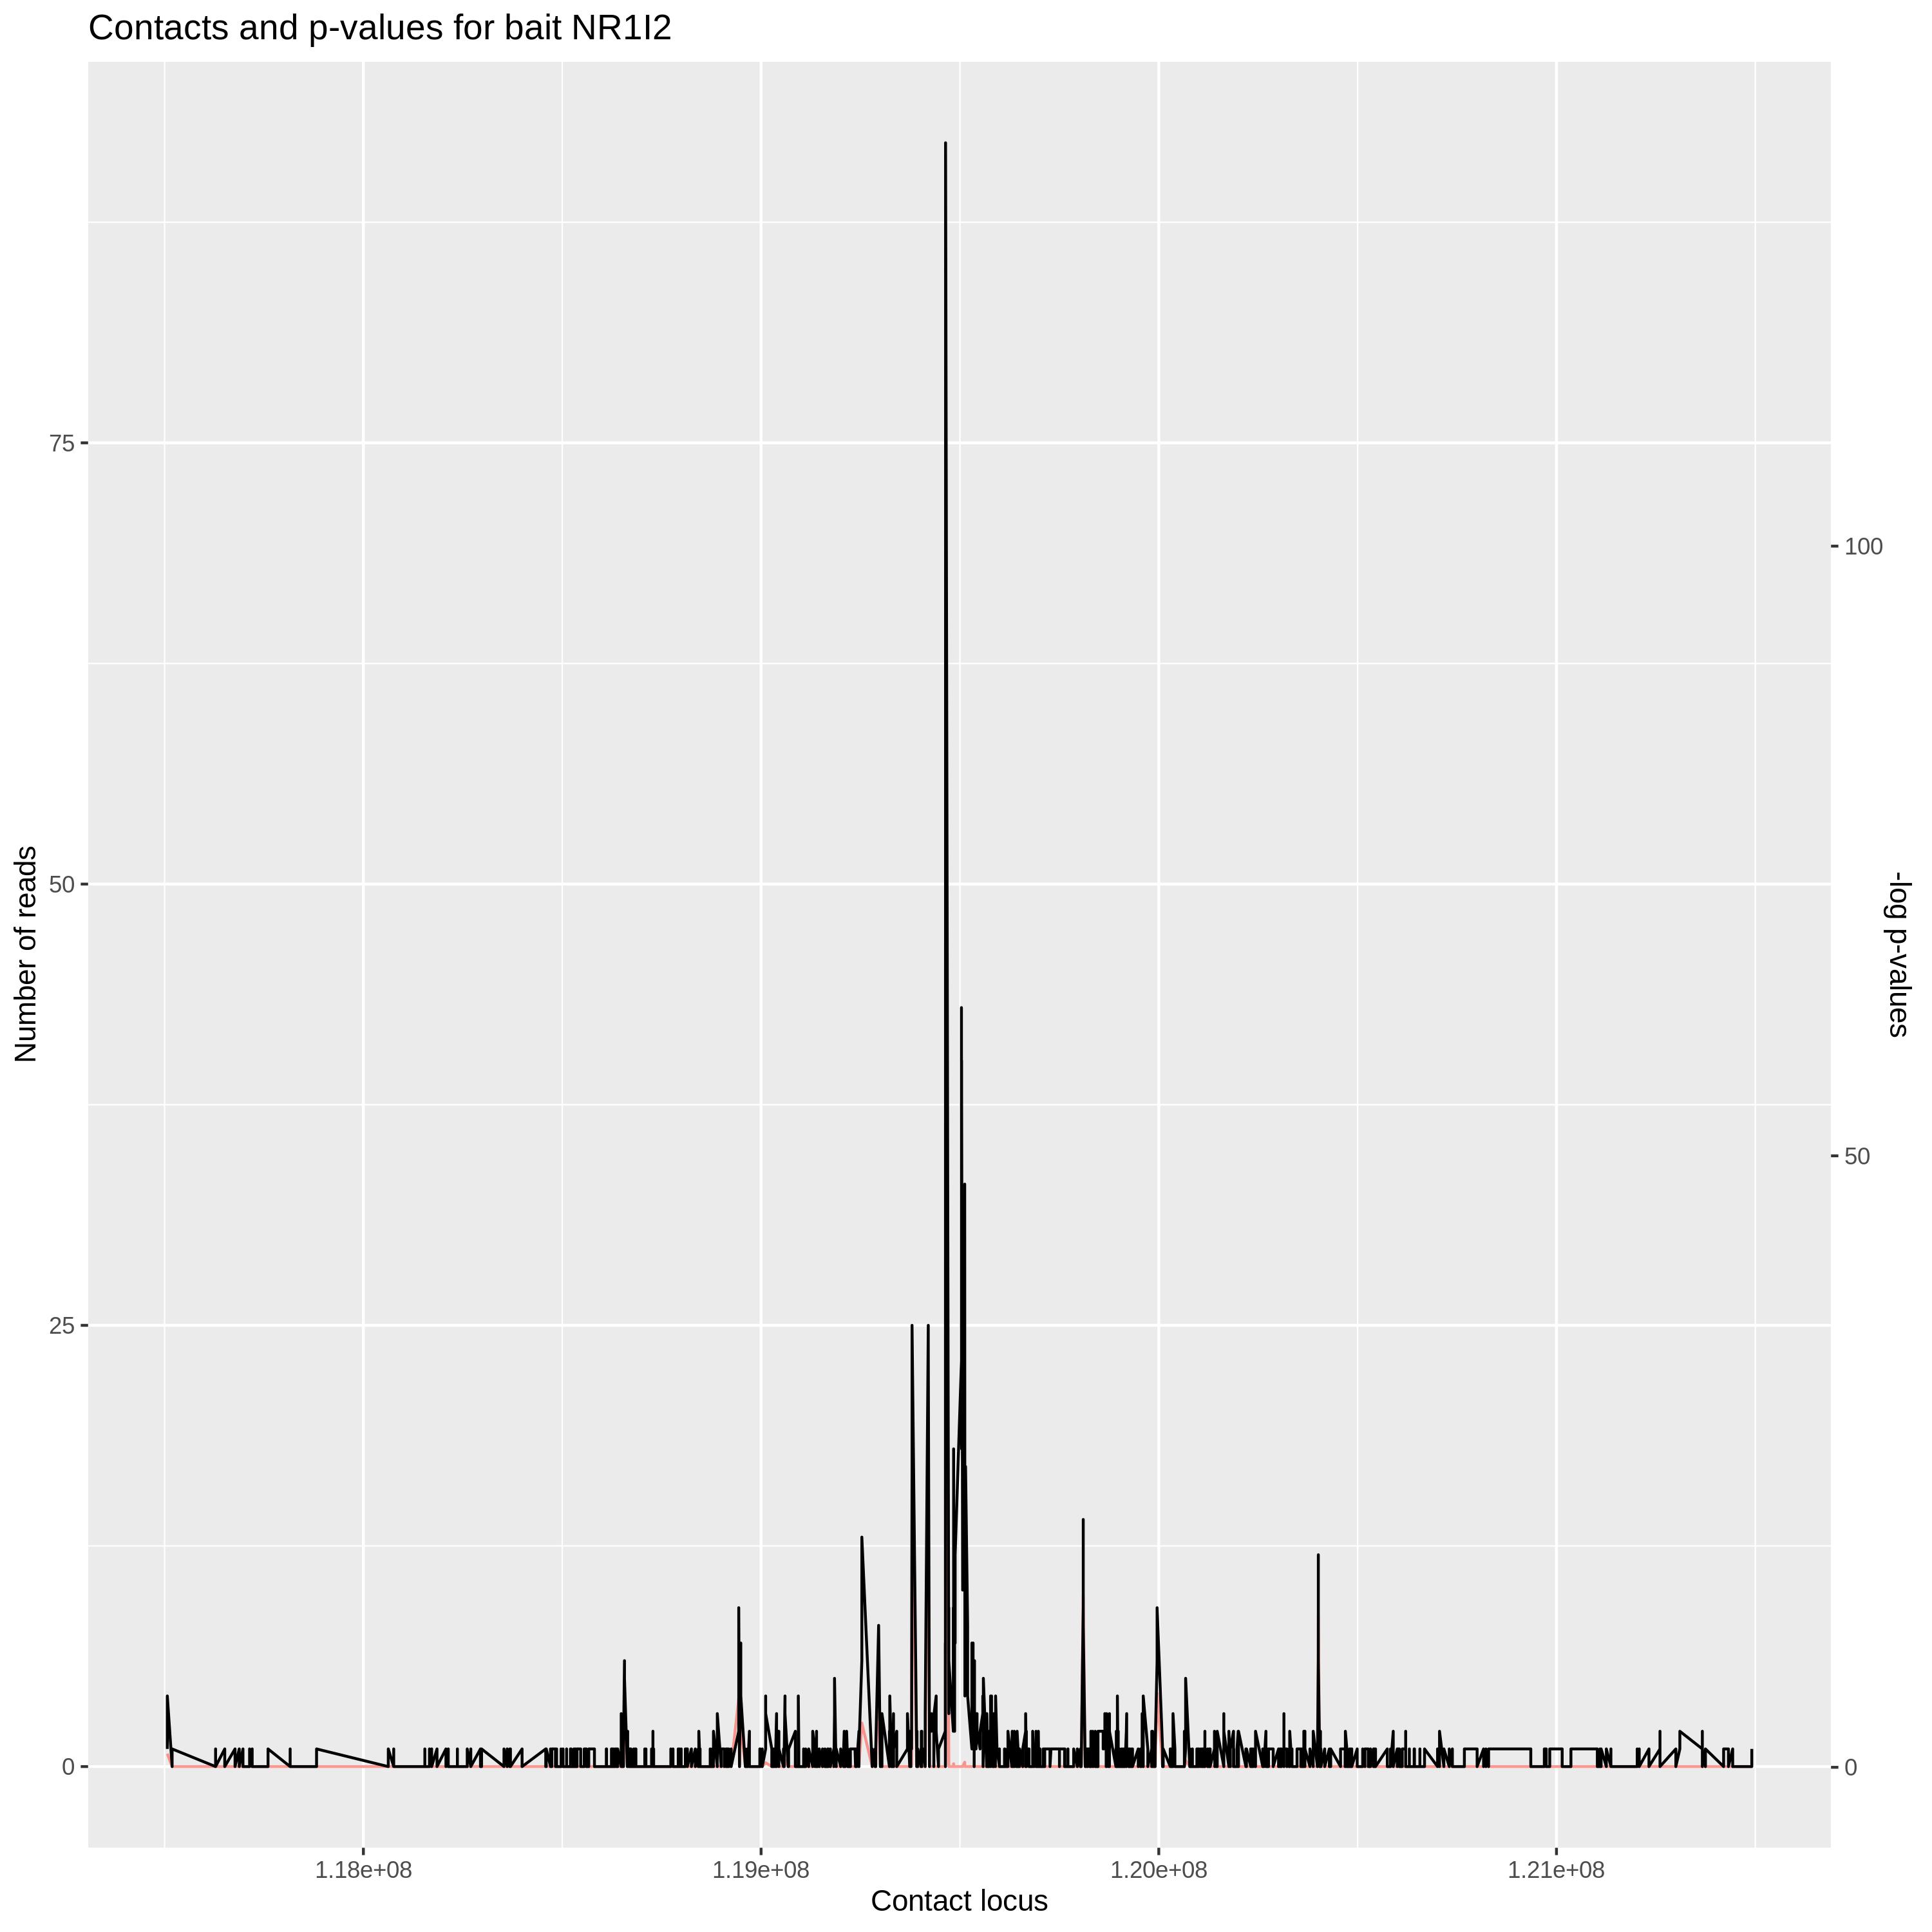 Contacts and p-values for bait NR1I2
Number of reads
75
50
25
0
100
50
0
-log p-values
1.18e+08
1.19e+08
1.20e+08
1.21e+08
Contact locus